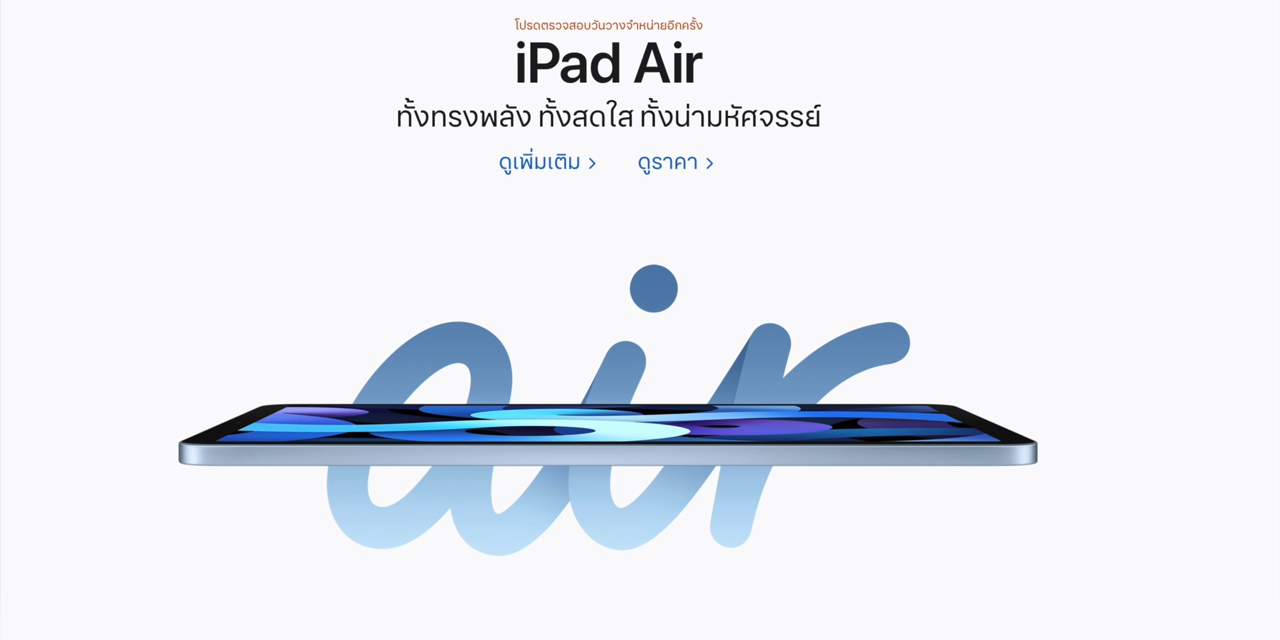 โปรดตรวจสอบวันวางจำหน่ายอีกครั้ง
iPad Air
ทั้งทรงพลัง ทั้งสดใส ทั้งน่ามหัศจรรย์
ดูเพิ่มเติม > ดูราคา >
air